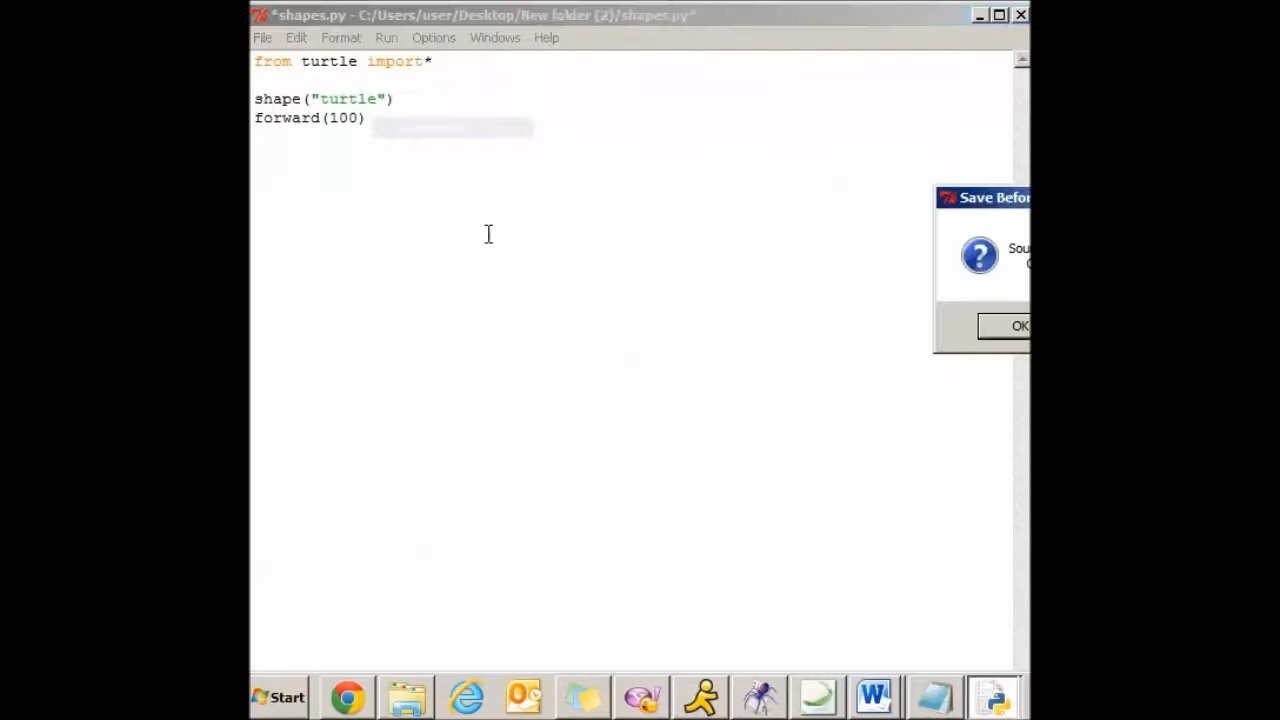 *shapes.py - C:/Users/user/Desktop/New folder (2)/shapes.py*
File Edit Format Run Options Windows Help
from turtle import*
shape("turtle")
forward(100)
Save Befor
Sou
OK
Start